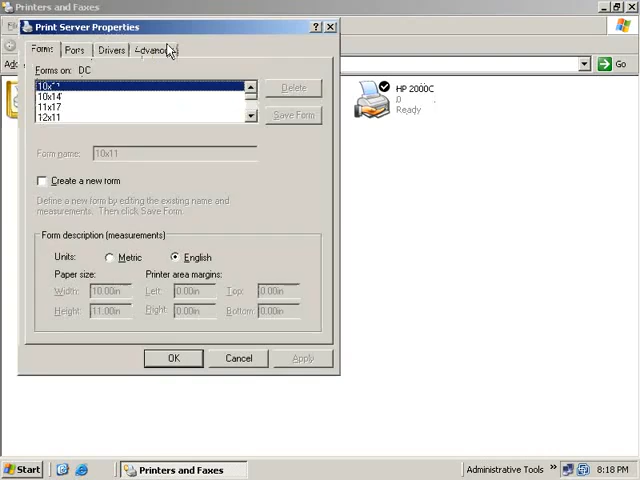 Printers and Faxes
Print Server Properties
Forms
Ports
Drivers
Advanced
Go
Forms on: DC
10x11
10x14
11x17
12x11
Delete
Save Form
HP 2000C
0
Ready
Form name: 10x11
Create a new form
Define a new form by editing the existing name and
measurements. Then click Save Form.
Form description (measurements)
Units: Metric English
Paper size: Printer area margins:
Width: 10.00in Left: 0.00in Top: 0.00in
Height: 11.00in Right: 0.00in Bottom: 0.00in
OK Cancel Apply
Start Printers and Faxes Administrative Tools » 8:18 PM